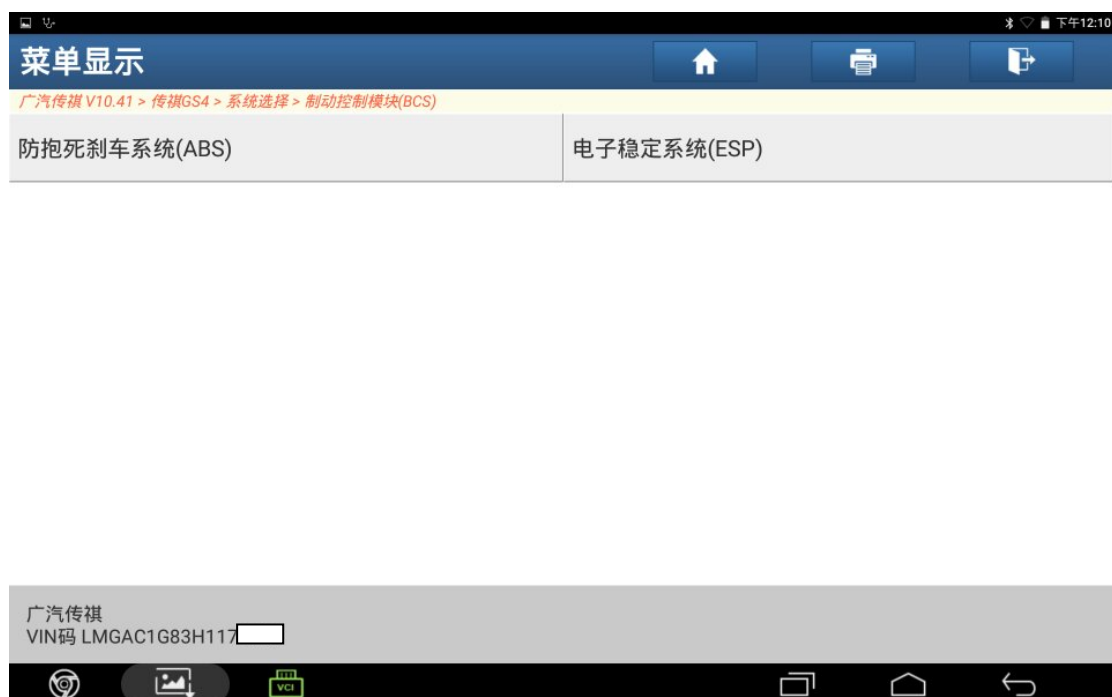 下午12:10
菜单显示
广汽传祺 V10.41 > 传祺GS4 > 系统选择 > 制动控制模块(BCS)
防抱死刹车系统(ABS)
电子稳定系统(ESP)
广汽传祺
VIN码 LMGAC1G83H117
VCI